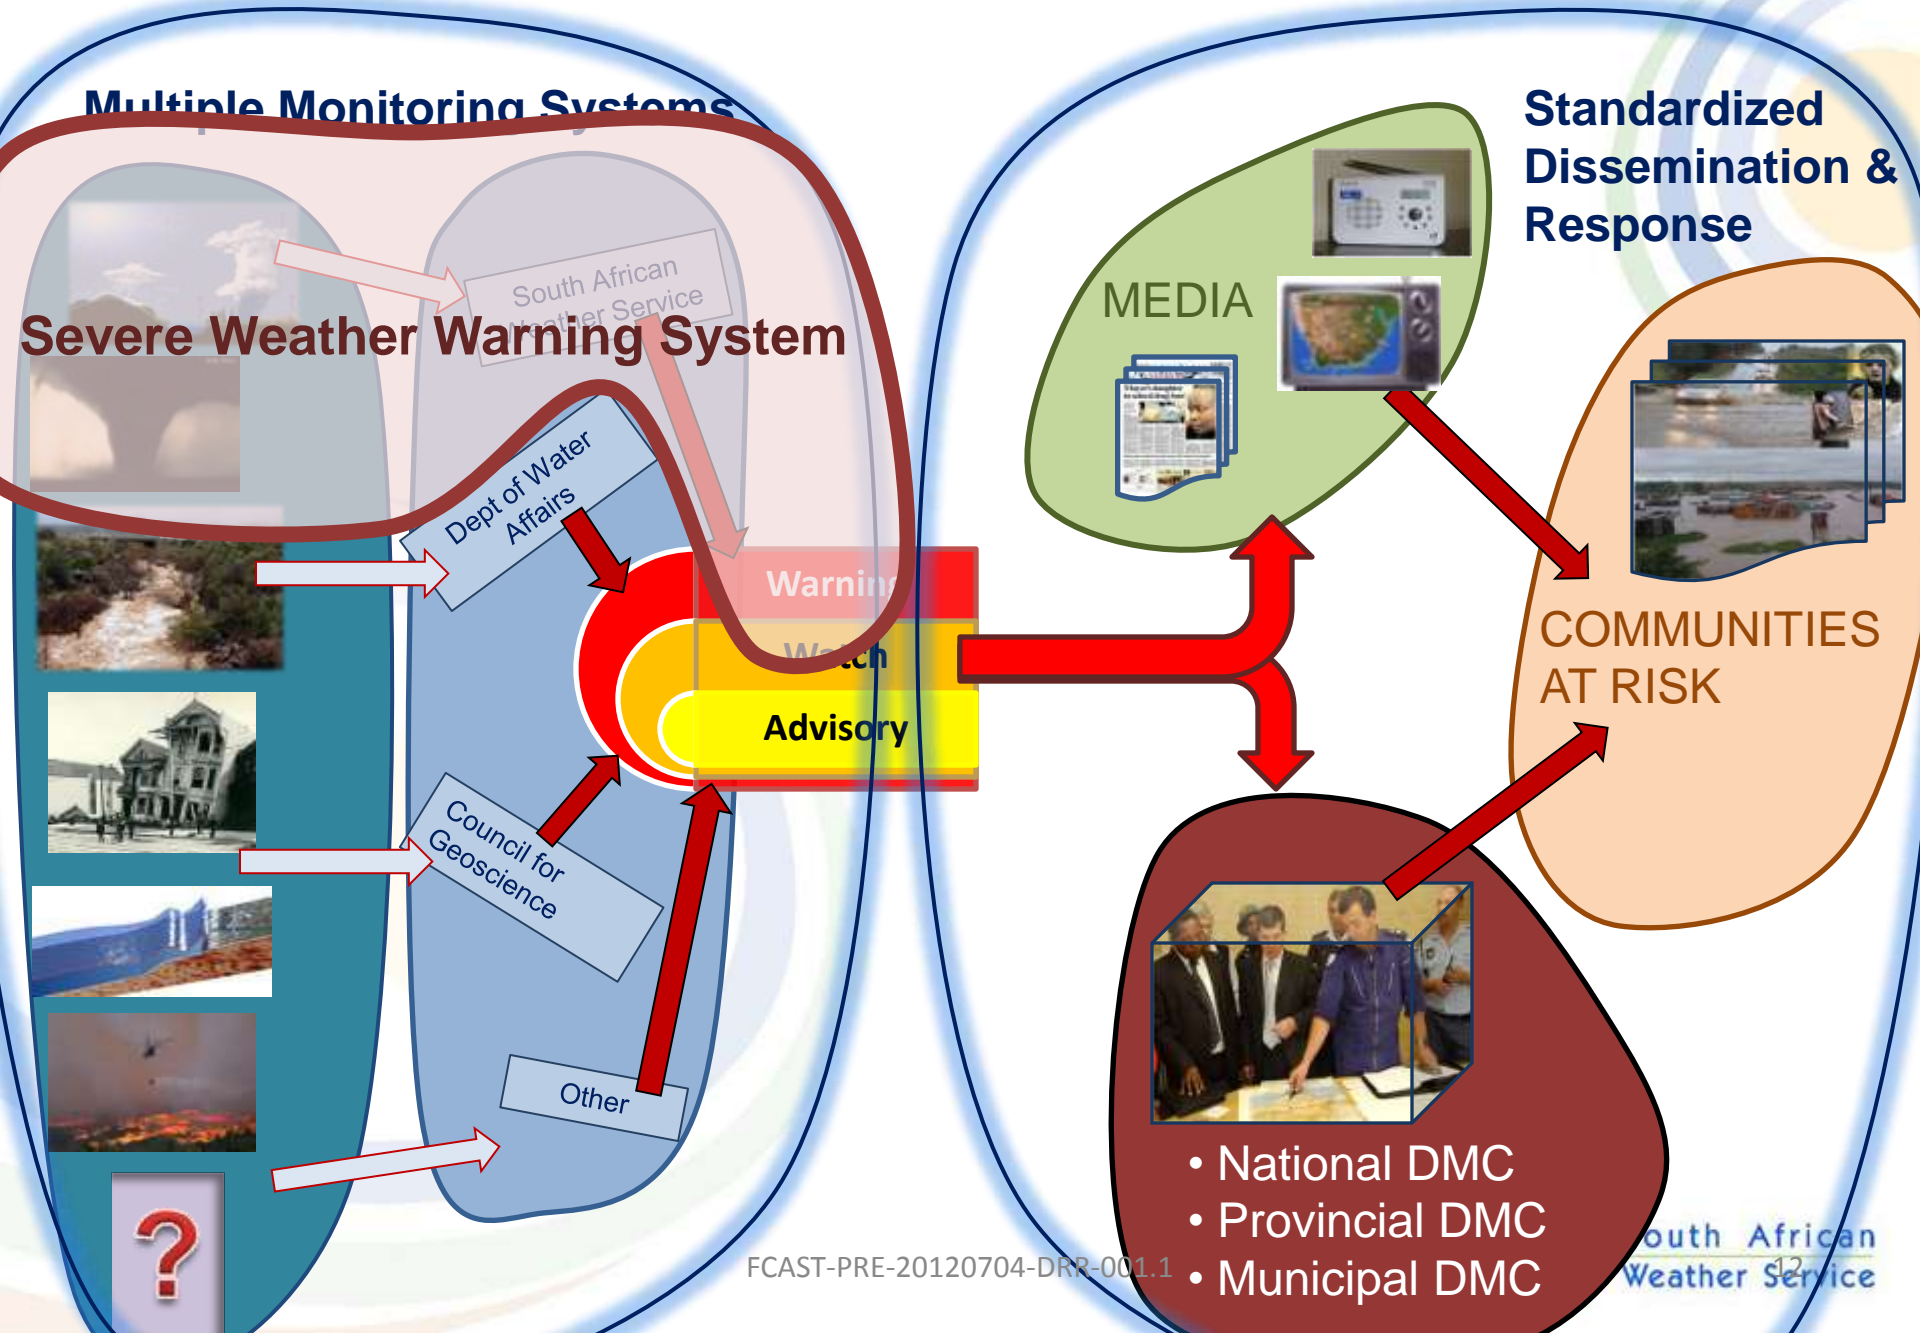 Multiple Monitoring Systems
Severe Weather Warning System
South African
Weather Service
Dept of Water
Affairs
Council for
Geoscience
Other
Warning
Watch
Advisory
Standardized
Dissemination &
Response
MEDIA
COMMUNITIES
AT RISK
• National DMC
• Provincial DMC
• Municipal DMC
FCAST-PRE-20120704-DRR-001.1
12
outh African
Weather Service